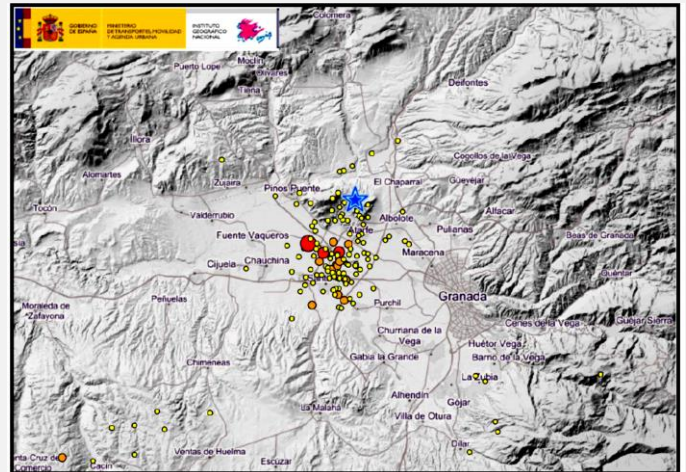 GOBIERNO
DE ESPAÑA
MINISTERIO
DE TRANSPORTES, MOVILIDAD
Y AGENDA URBANA
INSTITUTO
GEOGRÁFICO
NACIONAL
Colomera
Moclín
Puerto Lope
Olivares
Tiena
Deifontes
Illora
Cogollos de la Vega
Alomartes
Zujaira
Pinos Puente
El Chaparral
Güevejar
Tocón
Valderrubio
Albolote
Alfacar
Fuente Vaqueros
Atarfe
Pulianas
Beas de Granada
Maracena
Cijuela
Chauchina
Quéntar
Granada
Moraleda de
Zafayona
Peñuelas
Purchil
Cenes de la Vega
Güéjar Sierra
Churriana de la
Vega
Huétor Vega
Gabia la Grande
Barrio de la Vega
Chimeneas
La Zubia
Alhendín
Gójar
La Malahá
Villa de Otura
Dílar
Ventas de Huelma
Cacín
Escúzar
nta Cruz de
Comercio